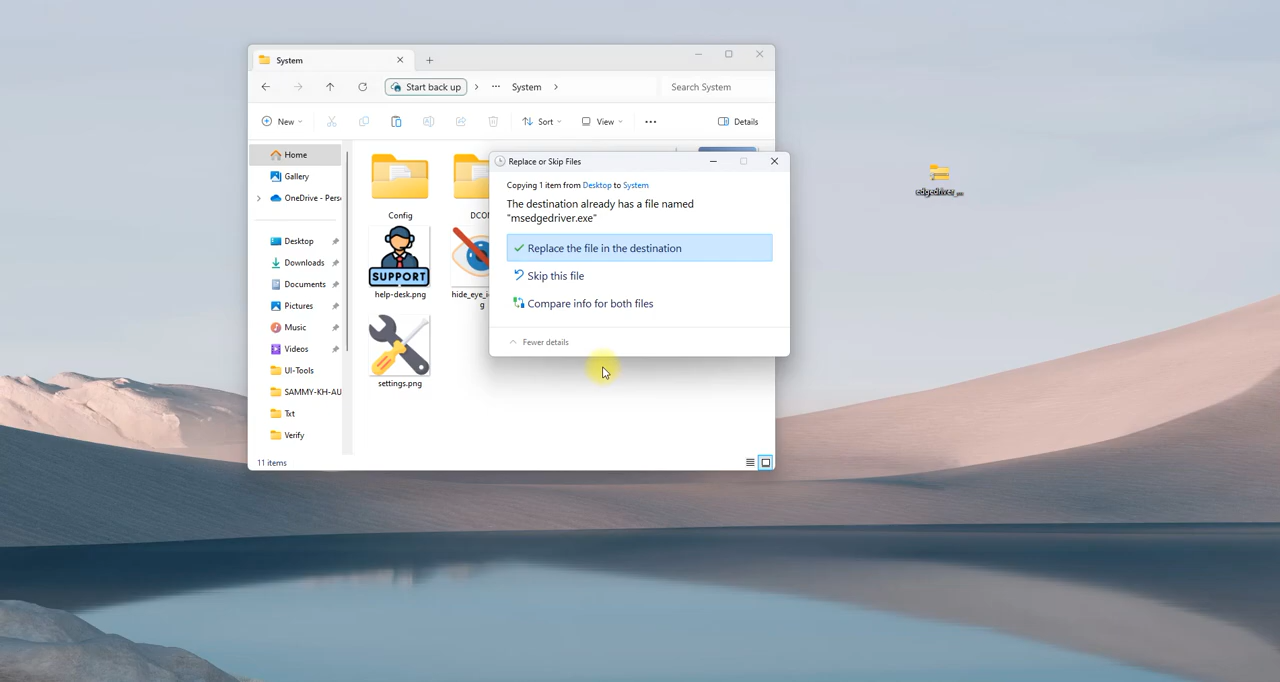 System
Start back up
System
Search System
New
Sort
View
Details
Home
Gallery
OneDrive - Pers
Desktop
Downloads
Documents
Pictures
Music
Videos
UI-Tools
SAMMY-KH-AU
Txt
Verify
Config
DCO
SUPPORT
help-desk.png
hide_eye_i
g
settings.png
11 items
Replace or Skip Files
Copying 1 item from Desktop to System
The destination already has a file named
"msedgedriver.exe"
Replace the file in the destination
Skip this file
Compare info for both files
Fewer details
edgedriver_...